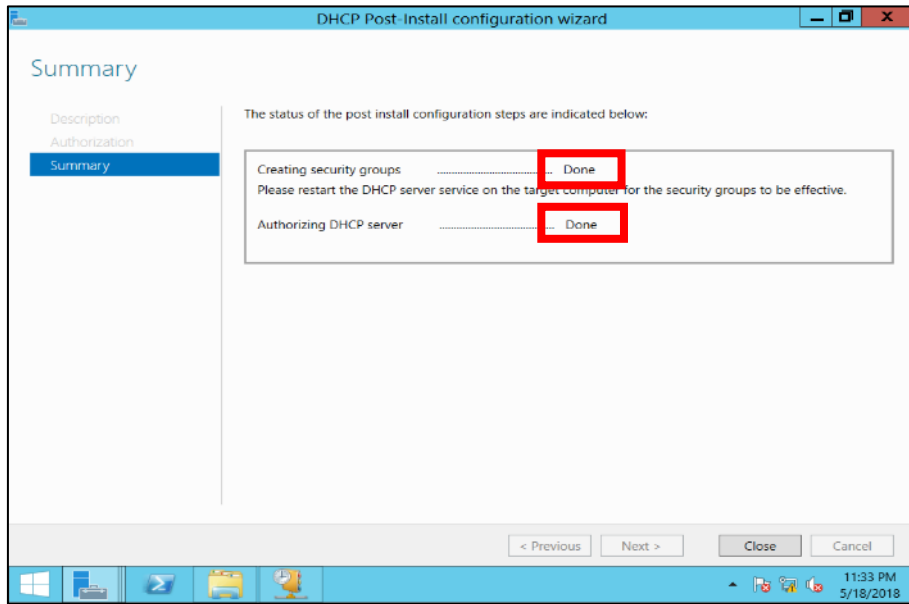 DHCP Post-Install configuration wizard
Summary
Description
Authorization
Summary
The status of the post install configuration steps are indicated below:
Creating security groups ........................................ Done
Please restart the DHCP server service on the target computer for the security groups to be effective.
Authorizing DHCP server ........................................ Done
< Previous
Next >
Close
Cancel
11:33 PM
5/18/2018